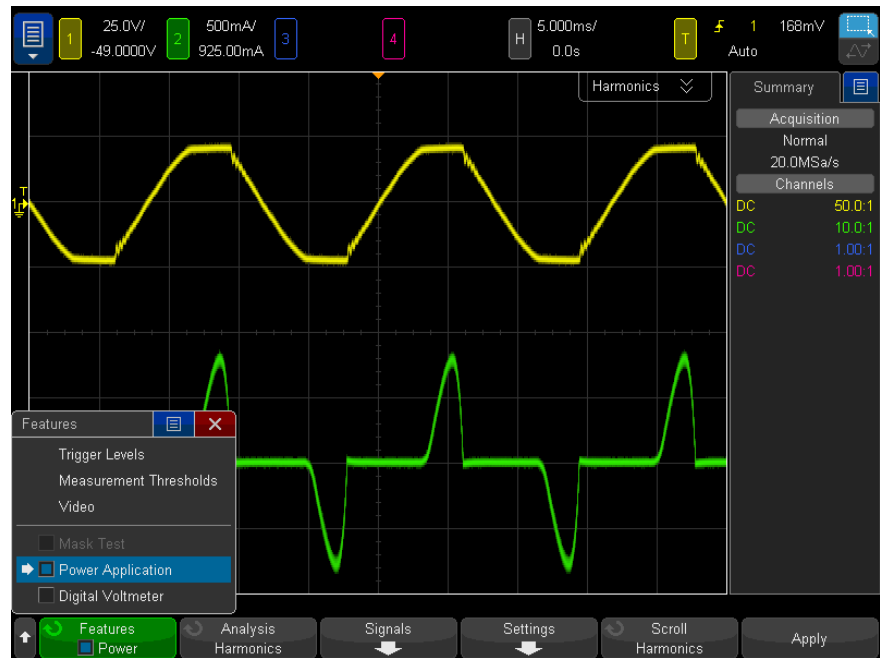 1 25.0V/ 2 500mA/ 3 4 H 5.000ms/ T 1 168mV
-49.0000V 925.00mA 0.0s Auto
Harmonics
Summary
Acquisition
Normal
20.0MSa/s
Channels
DC 50.0:1
DC 10.0:1
DC 1.00:1
DC 1.00:1
T
1
Features
Trigger Levels
Measurement Thresholds
Video
Mask Test
Power Application
Digital Voltmeter
Features Analysis Signals Settings Scroll Apply
Power Harmonics Harmonics